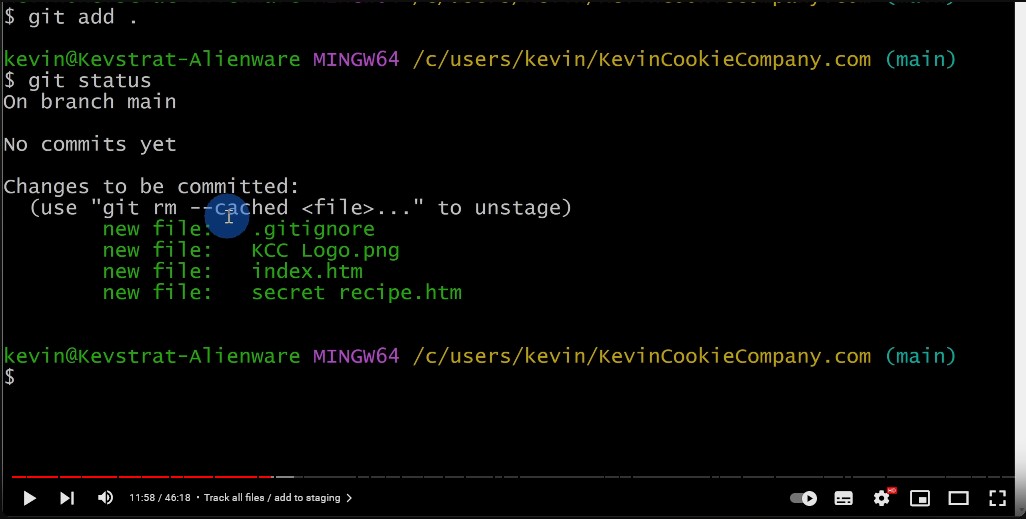 $ git add .
kevin@Kevstrat-Alienware MINGW64 /c/users/kevin/KevinCookieCompany.com (main)
$ git status
On branch main
No commits yet
Changes to be committed:
(use "git rm --cached <file>..." to unstage)
new file: .gitignore
new file: KCC Logo.png
new file: index.htm
new file: secret recipe.htm
kevin@Kevstrat-Alienware MINGW64 /c/users/kevin/KevinCookieCompany.com (main)
$
11:58 / 46:18 • Track all files / add to staging >
HD